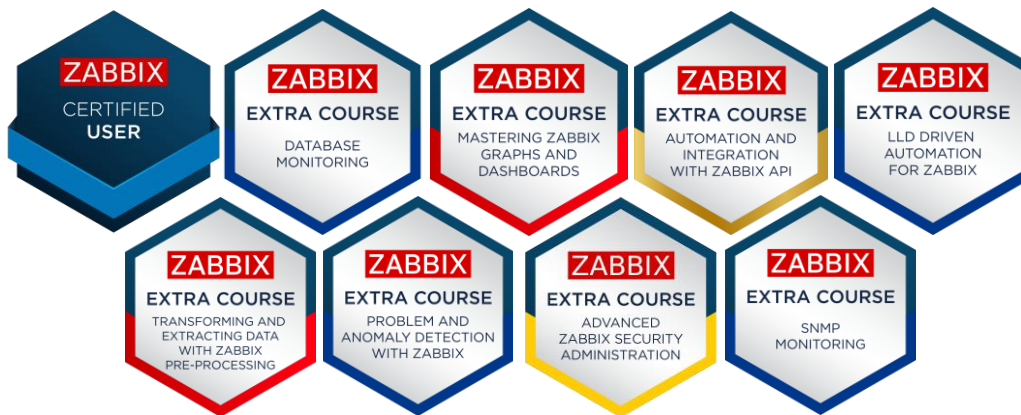 ZABBIX
CERTIFIED
USER
ZABBIX
EXTRA COURSE
DATABASE
MONITORING
ZABBIX
EXTRA COURSE
MASTERING ZABBIX
GRAPHS AND
DASHBOARDS
ZABBIX
EXTRA COURSE
AUTOMATION AND
INTEGRATION
WITH ZABBIX API
ZABBIX
EXTRA COURSE
LLD DRIVEN
AUTOMATION
FOR ZABBIX
ZABBIX
EXTRA COURSE
TRANSFORMING AND
EXTRACTING DATA
WITH ZABBIX
PRE-PROCESSING
ZABBIX
EXTRA COURSE
PROBLEM AND
ANOMALY DETECTION
WITH ZABBIX
ZABBIX
EXTRA COURSE
ADVANCED
ZABBIX SECURITY
ADMINISTRATION
ZABBIX
EXTRA COURSE
SNMP
MONITORING